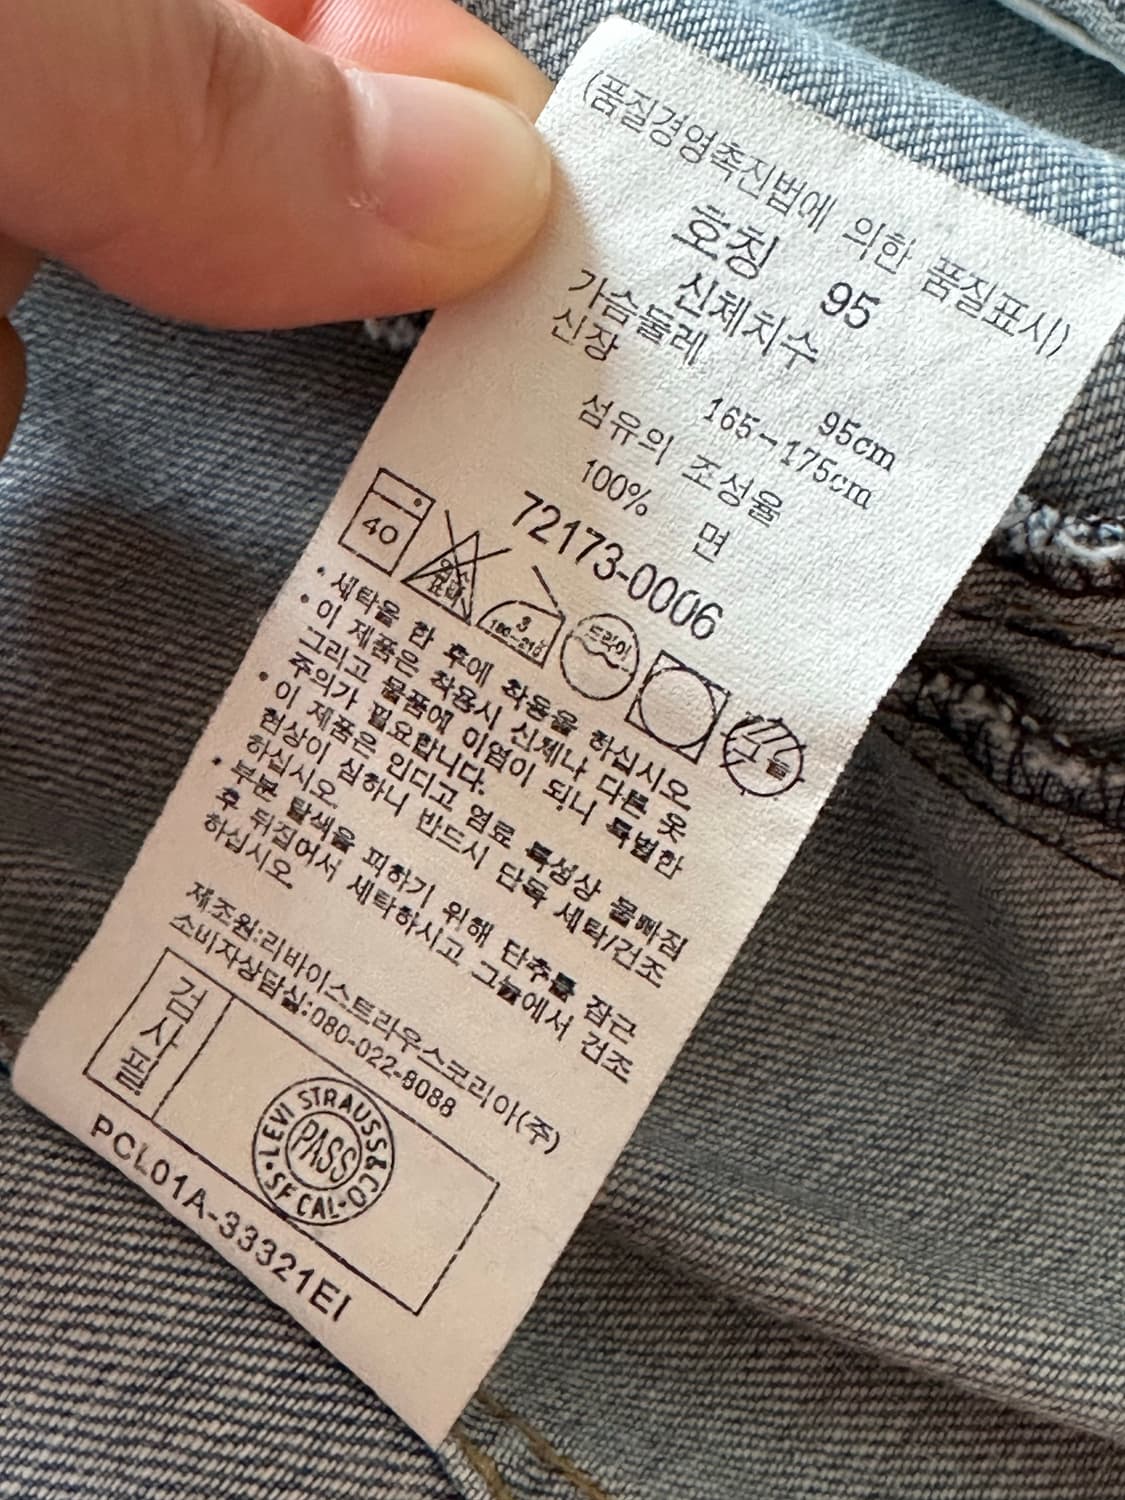 (품질경영촉진법에 의한 품질표시)
호칭 95
신체치수
가슴둘레 95cm
신장 165-175cm
섬유의 조성율
100% 면
72173-0006
40
염소
표백
3
180-210
드라이
그늘
• 세탁을 한 후에 착용을 하십시오.
• 이 제품은 착용시 신체나 다른 옷
그리고 물품에 이염이 되니 특별한
주의가 필요합니다.
• 이 제품은 인디고 염료 특성상 물빠짐
현상이 심하니 반드시 단독 세탁/건조
하십시오.
• 부분 탈색을 피하기 위해 단추를 잠근
후 뒤집어서 세탁하시고 그늘에서 건조
하십시오.
제조원:리바이스트라우스코리아(주)
소비자상담실:080-022-8088
검사필
LEVI STRAUSS & CO
PASS
SF CAL
PCL01A-33321EI